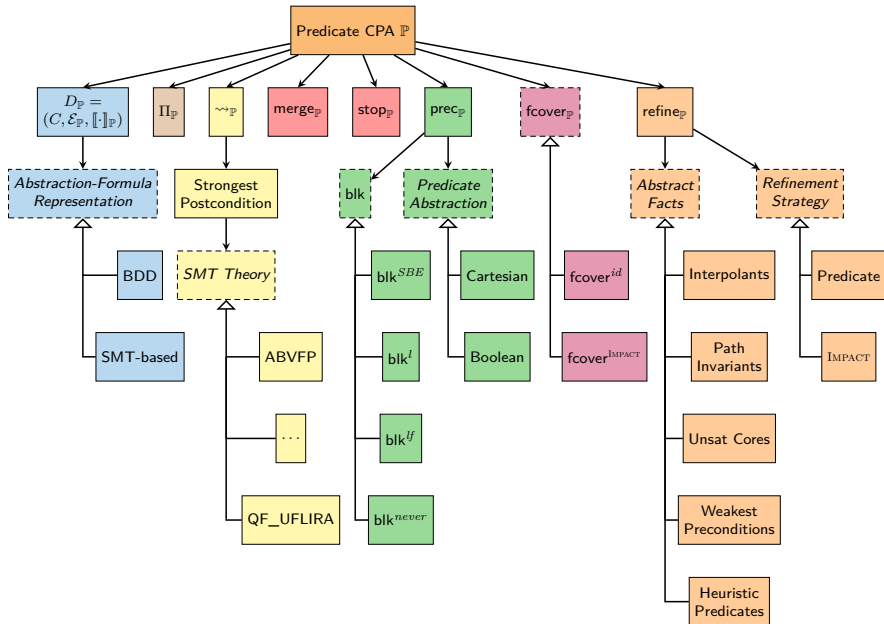 Predicate CPA ℙ
D_ℙ =
(C, ℰ_ℙ, ⟦·⟧_ℙ)
Π_ℙ
⇝_ℙ
merge_ℙ
stop_ℙ
prec_ℙ
fcover_ℙ
refine_ℙ
Abstraction-Formula
Representation
Strongest
Postcondition
blk
Predicate
Abstraction
Abstract
Facts
Refinement
Strategy
BDD
SMT Theory
blk^SBE
Cartesian
fcover^id
Interpolants
Predicate
SMT-based
ABVFP
blk^l
Boolean
fcover^IMPACT
Path
Invariants
IMPACT
···
blk^lf
Unsat Cores
QF_UFLIRA
blk^never
Weakest
Preconditions
Heuristic
Predicates